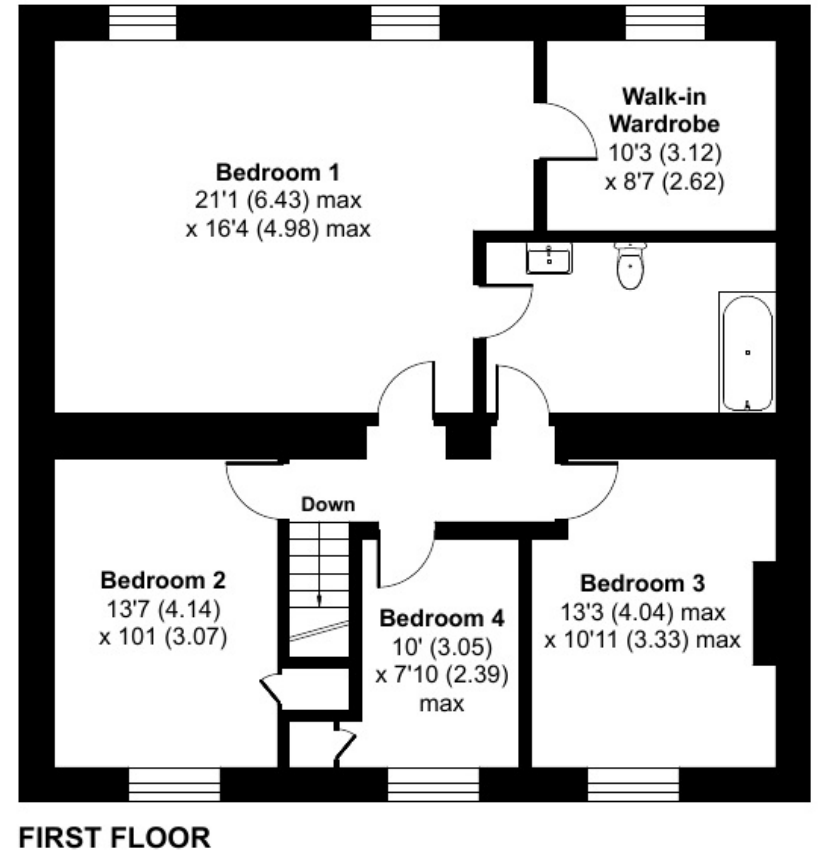 Walk-in
Wardrobe
10'3 (3.12)
x 8'7 (2.62)
Bedroom 1
21'1 (6.43) max
x 16'4 (4.98) max
Down
Bedroom 2
13'7 (4.14)
x 101 (3.07)
Bedroom 4
10' (3.05)
x 7'10 (2.39)
max
Bedroom 3
13'3 (4.04) max
x 10'11 (3.33) max
FIRST FLOOR